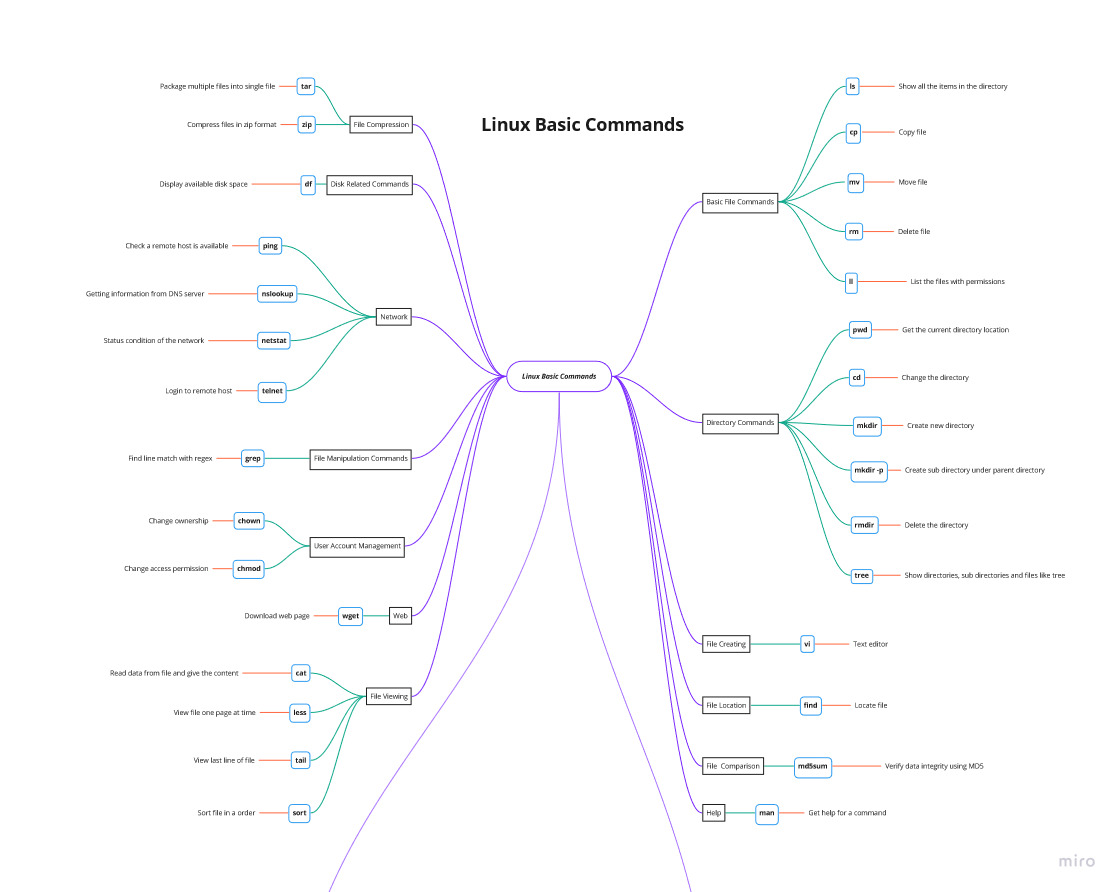 Linux Basic Commands
Linux Basic Commands
File Compression
tar
Package multiple files into single file
zip
Compress files in zip format
Disk Related Commands
df
Display available disk space
Network
ping
Check a remote host is available
nslookup
Getting information from DNS server
netstat
Status condition of the network
telnet
Login to remote host
File Manipulation Commands
grep
Find line match with regex
User Account Management
chown
Change ownership
chmod
Change access permission
Web
wget
Download web page
File Viewing
cat
Read data from file and give the content
less
View file one page at time
tail
View last line of file
sort
Sort file in a order
Basic File Commands
ls
Show all the items in the directory
cp
Copy file
mv
Move file
rm
Delete file
ll
List the files with permissions
Directory Commands
pwd
Get the current directory location
cd
Change the directory
mkdir
Create new directory
mkdir -p
Create sub directory under parent directory
rmdir
Delete the directory
tree
Show directories, sub directories and files like tree
File Creating
vi
Text editor
File Location
find
Locate file
File Comparison
md5sum
Verify data integrity using MD5
Help
man
Get help for a command
miro